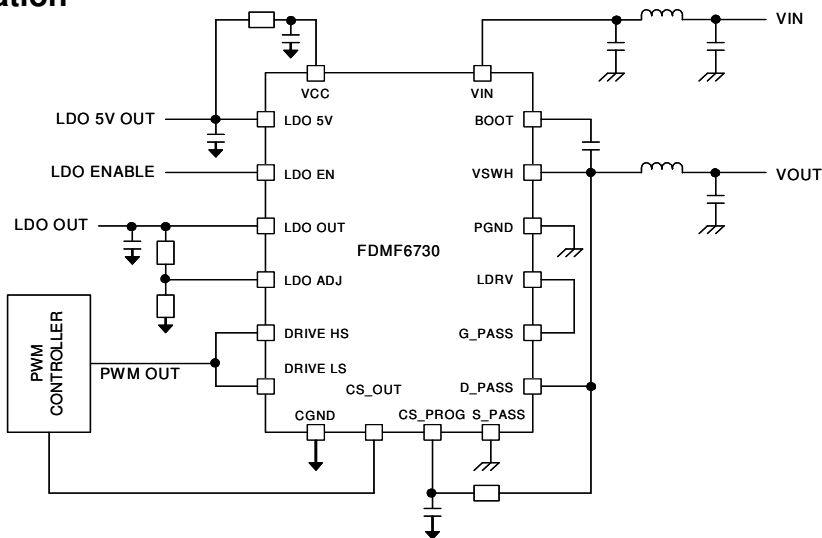 VIN
VCC
VIN
LDO 5V OUT
LDO 5V
BOOT
LDO ENABLE
LDO EN
VSWH
VOUT
LDO OUT
LDO OUT
PGND
FDMF6730
LDO ADJ
LDRV
PWM CONTROLLER
DRIVE HS
G_PASS
PWM OUT
DRIVE LS
D_PASS
CS_OUT
CGND
CS_PROG
S_PASS